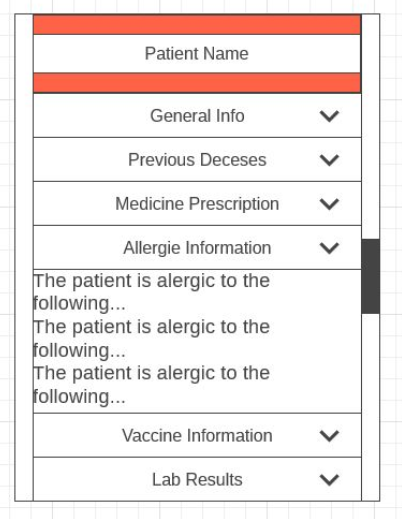 Patient Name
General Info
Previous Deceses
Medicine Prescription
Allergie Information
The patient is alergic to the
following...
The patient is alergic to the
following...
The patient is alergic to the
following...
Vaccine Information
Lab Results